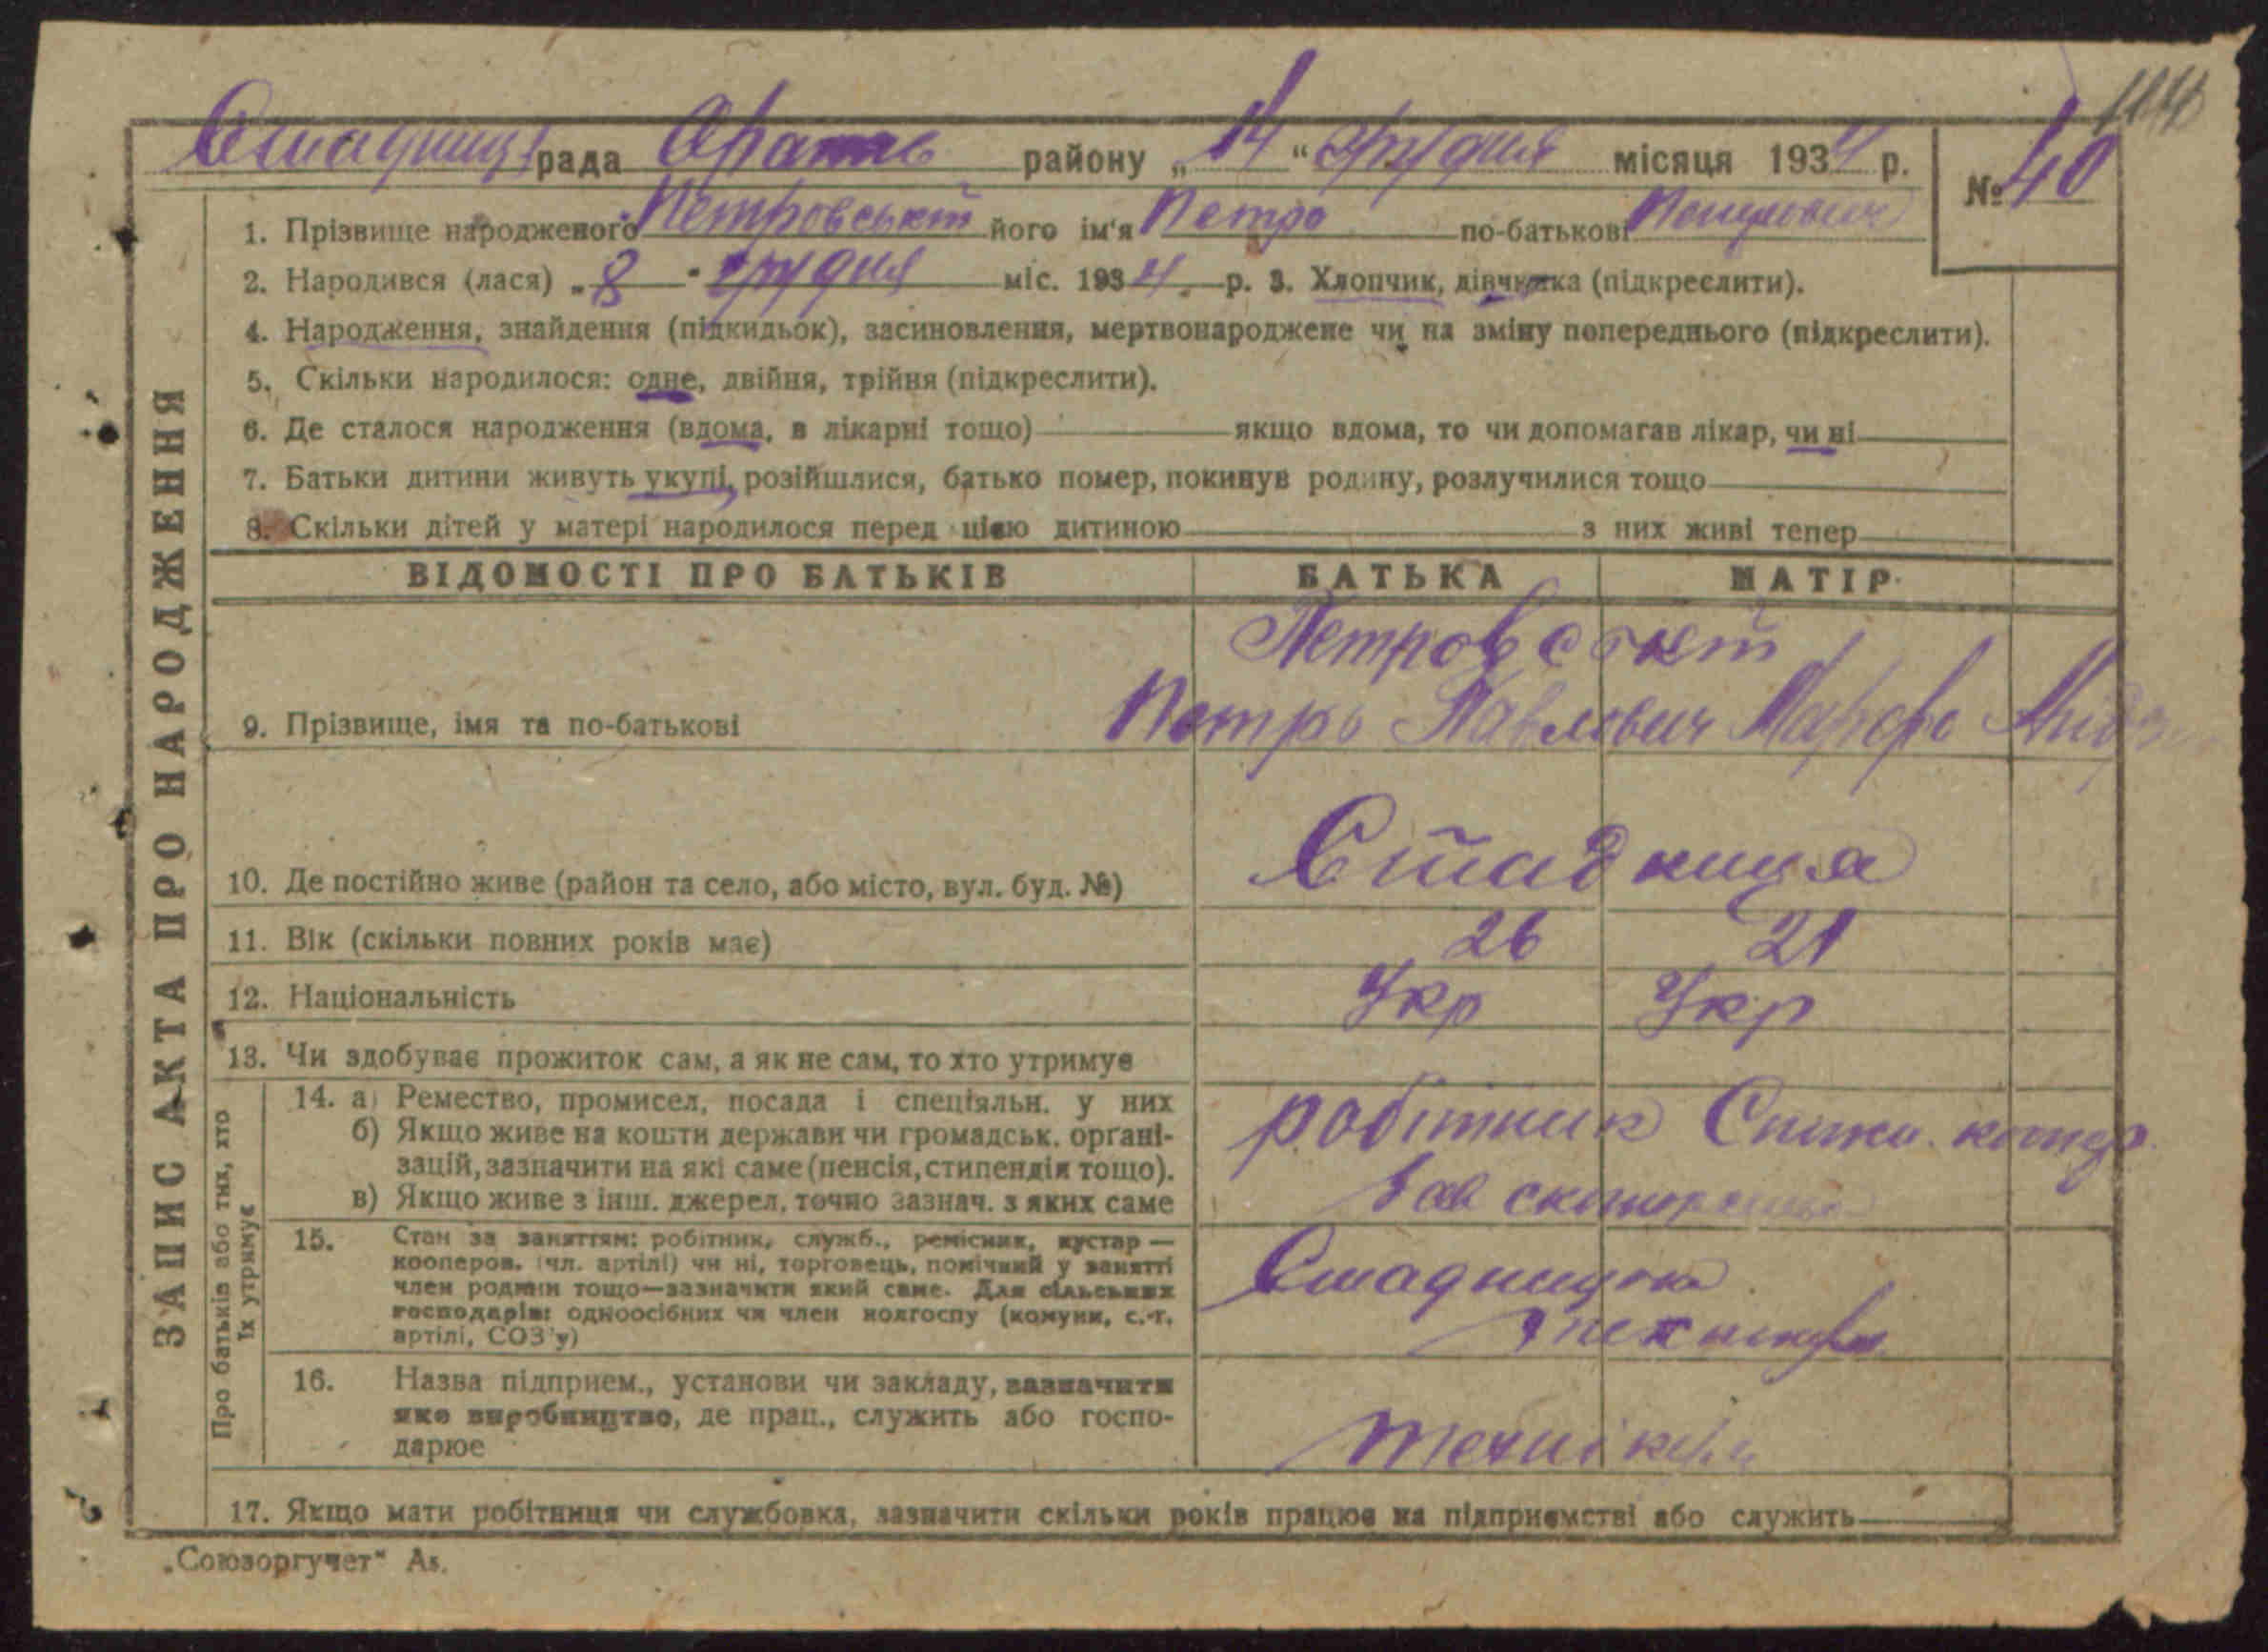 рада району „14“ грудня місяця 1934 р.
№ 40
1. Прізвище народженого Петровський його ім'я Петро по-батькові Петрович
2. Народився (лася) „8" грудня міс. 1934 р. 3. Хлопчик, дівчинка (підкреслити).
4. Народження, знайдення (підкидьок), засиновлення, мертвонароджене чи на зміну попереднього (підкреслити).
5. Скільки народилося: одне, двійня, трійня (підкреслити).
6. Де сталося народження (вдома, в лікарні тощо) якщо вдома, то чи допомагав лікар, чи ні
7. Батьки дитини живуть укупі, розійшлися, батько помер, покинув родину, розлучилися тощо
8. Скільки дітей у матері народилося перед цією дитиною з них живі тепер
ЗАПИС АКТА ПРО НАРОДЖЕННЯ
ВІДОМОСТІ ПРО БАТЬКІВ БАТЬКА МАТІР
Петровский
9. Прізвище, імя та по-батькові Петро Павлович Марфа
10. Де постійно живе (район та село, або місто, вул. буд. №) Стадниця
11. Вік (скільки повних років має) 26 21
12. Національність Укр Укр
13. Чи здобуває прожиток сам, а як не сам, то хто утримує
Про батьків або тих, хто
їх утримує
14. а) Ремество, промисел, посада і спеціяльн. у них
б) Якщо живе на кошти держави чи громадськ. органі-
зацій, зазначити на які саме (пенсія, стипендія тощо).
в) Якщо живе з інш. джерел, точно зазнач. з яких саме
робітник
Зав
15. Стан за заняттям: робітник, служб., ремісник, кустар —
кооперов. (чл. артілі) чи ні, торговець, помічний у занятті
член родини тощо—зазначити який саме. Для сільських
господарів: одноосібних чи член колгоспу (комуни, с.-г.
артілі, СОЗ'у)
16. Назва підприєм., установи чи закладу, зазначити
яке виробництво, де прац., служить або госпо-
дарює
17. Якщо мати робітниця чи службовка, зазначити скільки років працює на підприємстві або служить
„Союзоргучет“ Аз.